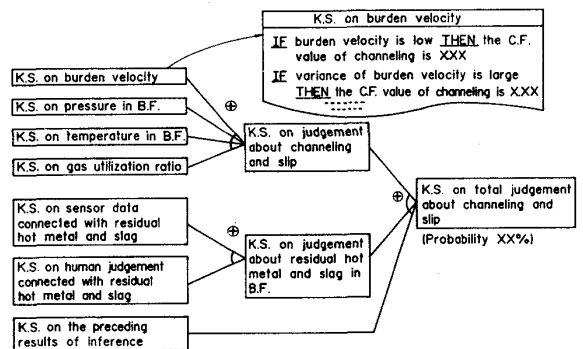 K.S. on burden velocity
IF burden velocity is low THEN the C.F.
value of channeling is XXX
IF variance of burden velocity is large
THEN the C.F. value of channeling is X.XX
K.S. on burden velocity
K.S. on pressure in B.F.
K.S. on temperature in B.F.
K.S. on gas utilization ratio
⊕
K.S. on judgement
about channeling
and slip
K.S. on sensor data
connected with residual
hot metal and slag
K.S. on human judgement
connected with residual
hot metal and slag
⊕
K.S. on judgement
about residual hot
metal and slag in
B.F.
K.S. on the preceding
results of inference
⊕
K.S. on total judgement
about channeling and
slip
(Probability XX%)